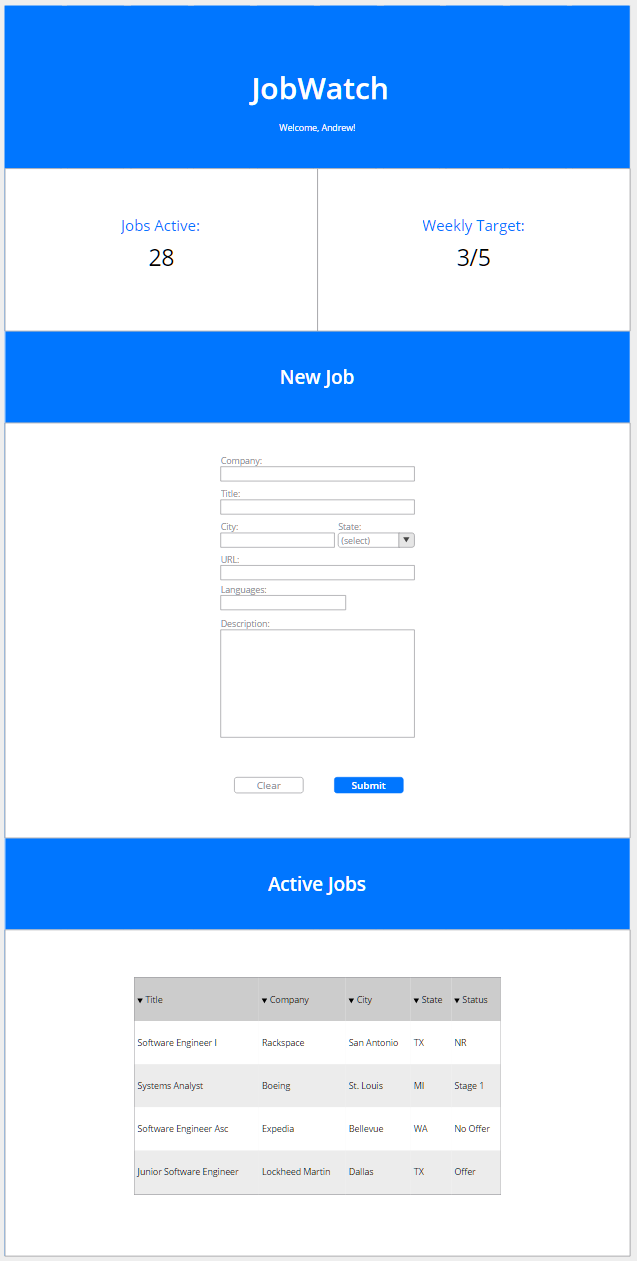 JobWatch
Welcome, Andrew!
Jobs Active: Weekly Target:
28 3/5
New Job
Company:
Title:
City: State:
(select)
URL:
Languages:
Description:
Clear Submit
Active Jobs
Title Company City State Status
Software Engineer I Rackspace San Antonio TX NR
Systems Analyst Boeing St. Louis MI Stage 1
Software Engineer Asc Expedia Bellevue WA No Offer
Junior Software Engineer Lockheed Martin Dallas TX Offer